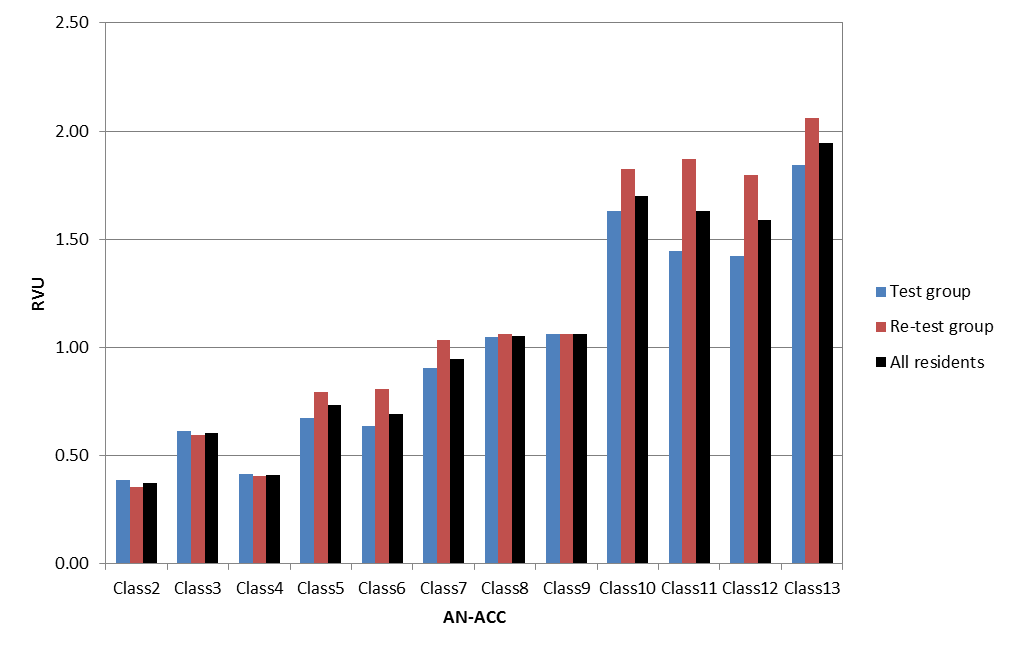 2.50
2.00
1.50
1.00
0.50
0.00
RVU
Class2 Class3 Class4 Class5 Class6 Class7 Class8 Class9 Class10 Class11 Class12 Class13
AN-ACC
Test group
Re-test group
All residents